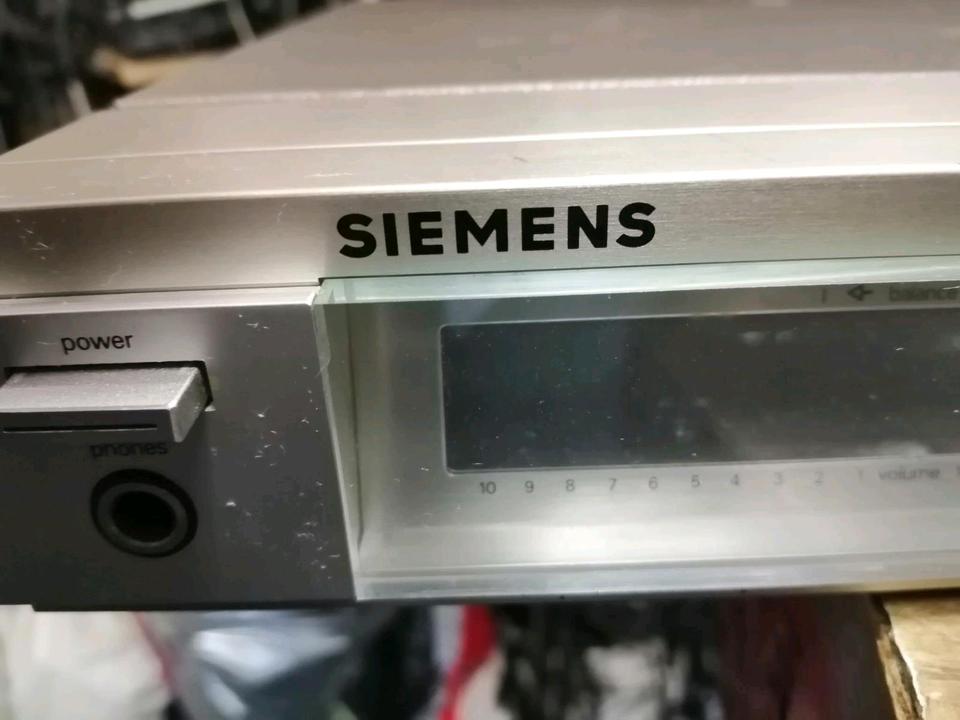 SIEMENS
balance
power
phones
10 9 8 7 6 5 4 3 2 1 volume